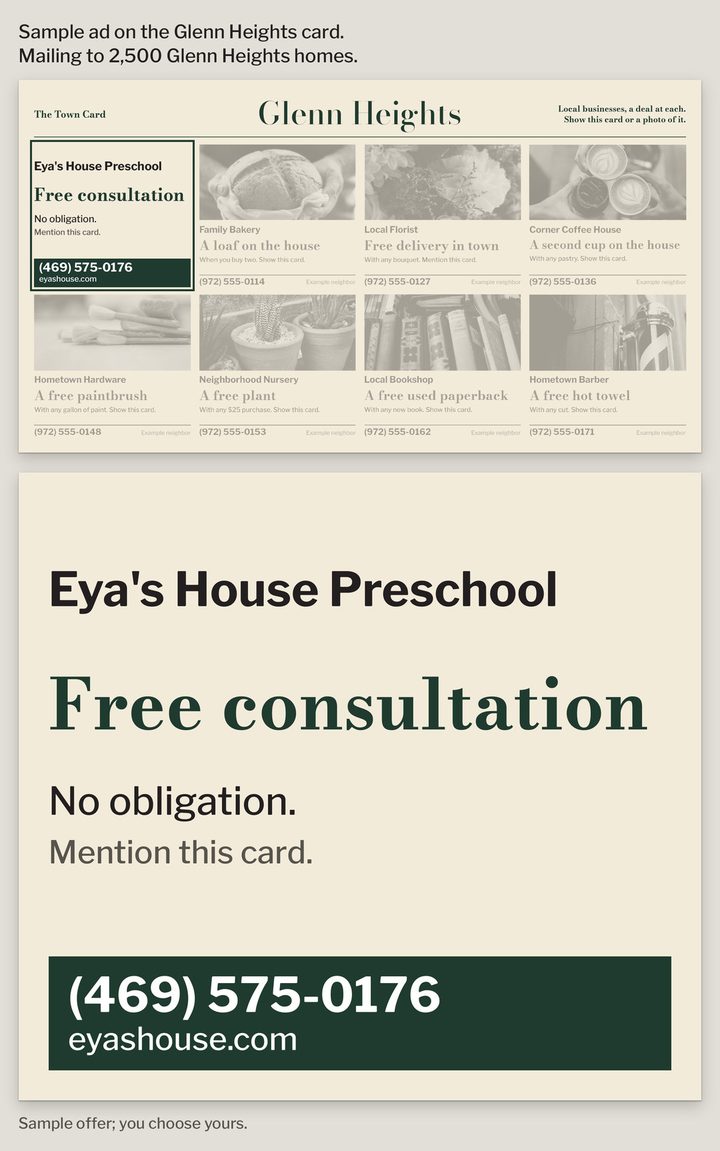 Sample ad on the Glenn Heights card.
Mailing to 2,500 Glenn Heights homes.
The Town Card
Glenn Heights
Local businesses, a deal at each.
Show this card or a photo of it.
Eya's House Preschool
Free consultation
No obligation.
Mention this card.
(469) 575-0176
eyashouse.com
Family Bakery
A loaf on the house
When you buy two. Show this card.
(972) 555-0114 Example neighbor
Local Florist
Free delivery in town
With any bouquet. Mention this card.
(972) 555-0127 Example neighbor
Corner Coffee House
A second cup on the house
With any pastry. Show this card.
(972) 555-0136 Example neighbor
Hometown Hardware
A free paintbrush
With any gallon of paint. Show this card.
(972) 555-0148 Example neighbor
Neighborhood Nursery
A free plant
With any $25 purchase. Show this card.
(972) 555-0153 Example neighbor
Local Bookshop
A free used paperback
With any new book. Show this card.
(972) 555-0162 Example neighbor
Hometown Barber
A free hot towel
With any cut. Show this card.
(972) 555-0171 Example neighbor
Eya's House Preschool
Free consultation
No obligation.
Mention this card.
(469) 575-0176
eyashouse.com
Sample offer; you choose yours.